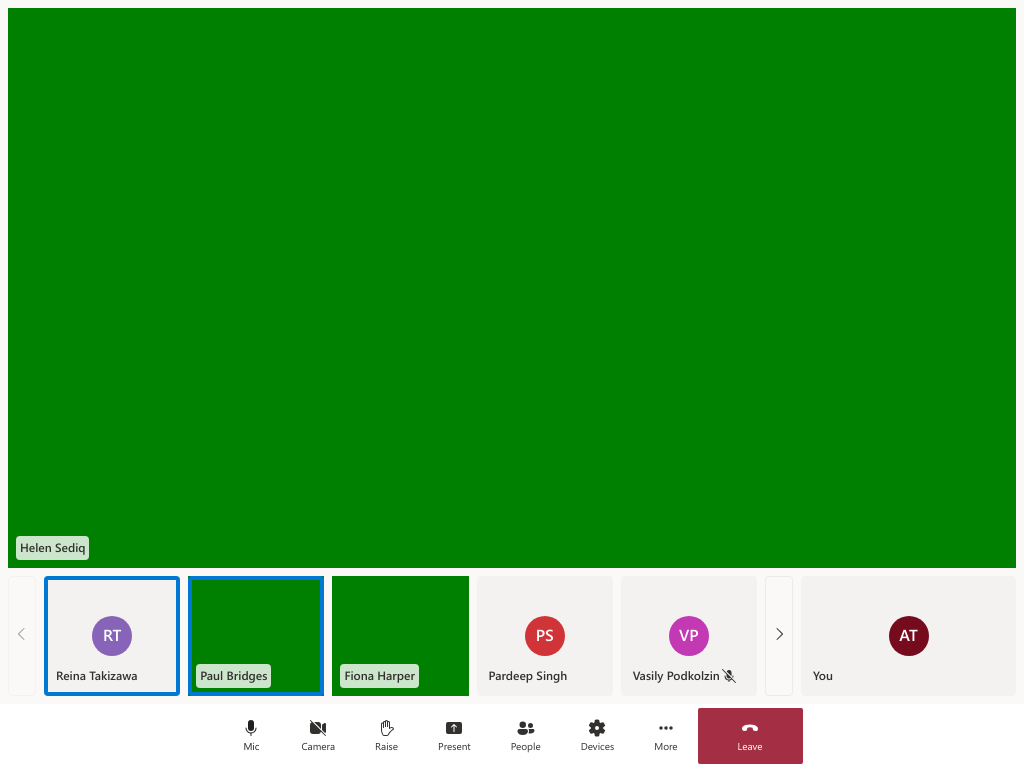 Helen Sediq
RT
Reina Takizawa
Paul Bridges
Fiona Harper
PS
Pardeep Singh
VP
Vasily Podkolzin
AT
You
Mic
Camera
Raise
Present
People
Devices
More
Leave